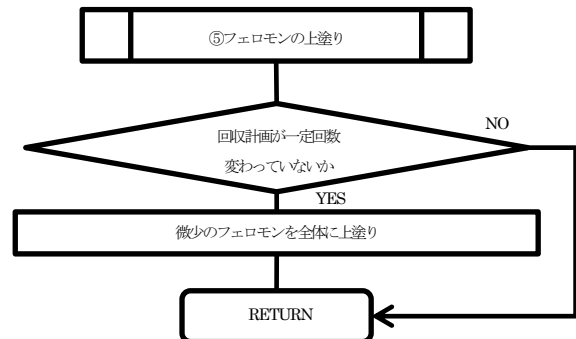 ⑤フェロモンの上塗り
回収計画が一定回数
変わっていないか
NO
YES
微少のフェロモンを全体に上塗り
RETURN